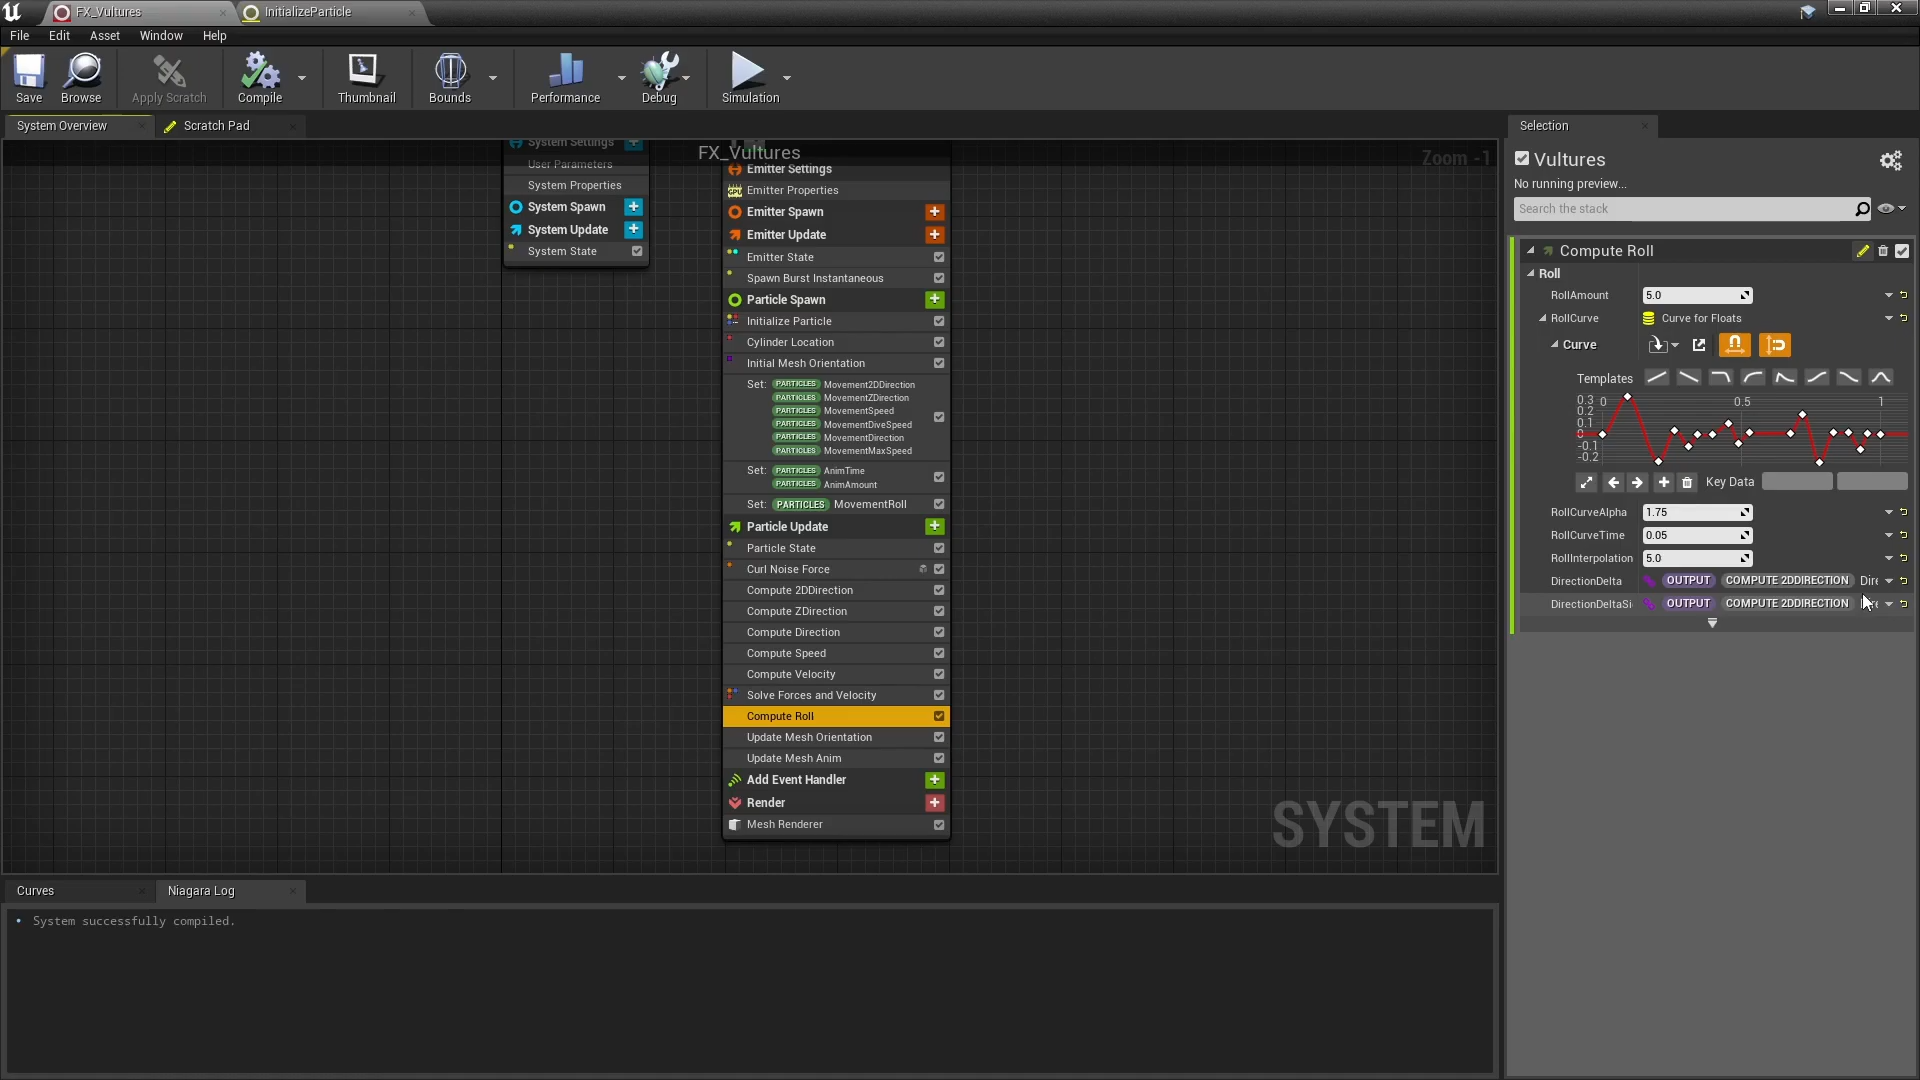 FX_Vultures
InitializeParticle
File Edit Asset Window Help
Save
Browse
Apply Scratch
Compile
Thumbnail
Bounds
Performance
Debug
Simulation
System Overview
Scratch Pad
FX_Vultures
Zoom -1
System Settings
User Parameters
System Properties
System Spawn
System Update
System State
Emitter Settings
Emitter Properties
Emitter Spawn
Emitter Update
Emitter State
Spawn Burst Instantaneous
Particle Spawn
Initialize Particle
Cylinder Location
Initial Mesh Orientation
Set: PARTICLES Movement2DDirection
PARTICLES MovementZDirection
PARTICLES MovementSpeed
PARTICLES MovementDiveSpeed
PARTICLES MovementDirection
PARTICLES MovementMaxSpeed
Set: PARTICLES AnimTime
PARTICLES AnimAmount
Set: PARTICLES MovementRoll
Particle Update
Particle State
Curl Noise Force
Compute 2DDirection
Compute ZDirection
Compute Direction
Compute Speed
Compute Velocity
Solve Forces and Velocity
Compute Roll
Update Mesh Orientation
Update Mesh Anim
Add Event Handler
Render
Mesh Renderer
SYSTEM
Curves
Niagara Log
• System successfully compiled.
Selection
Vultures
No running preview...
Search the stack
Compute Roll
Roll
RollAmount 5.0
RollCurve Curve for Floats
Curve
Templates
0.3 0 0.5 1
0.2
0.1
0
-0.1
-0.2
Key Data
RollCurveAlpha 1.75
RollCurveTime 0.05
RollInterpolation 5.0
DirectionDelta OUTPUT COMPUTE 2DDIRECTION Dire
DirectionDeltaSi OUTPUT COMPUTE 2DDIRECTION